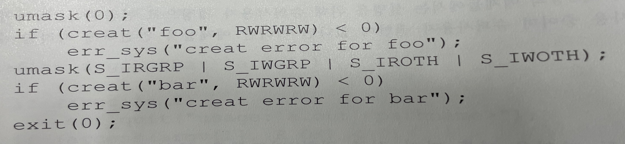 umask(0);
if (creat("foo", RWRWRW) < 0)
err_sys("creat error for foo");
umask(S_IRGRP | S_IWGRP | S_IROTH | S_IWOTH);
if (creat("bar", RWRWRW) < 0)
err_sys("creat error for bar");
exit(0);